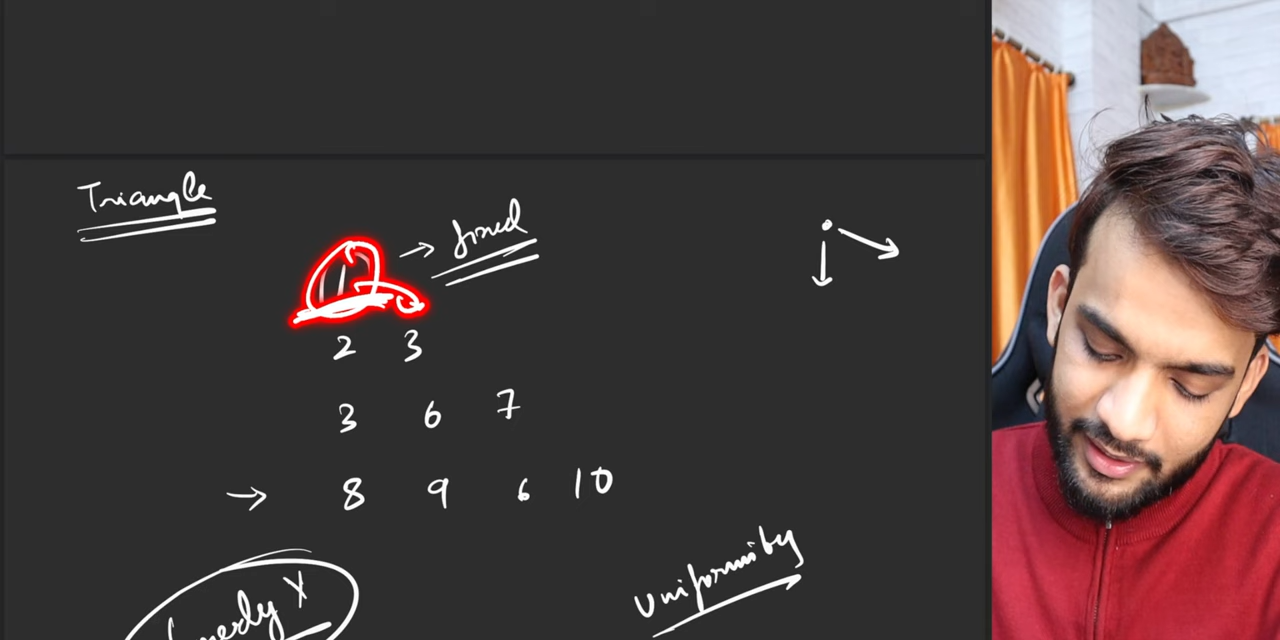 Triangle
1 → fixed
2 3
3 6 7
→ 8 9 6 10
Uniformity
X